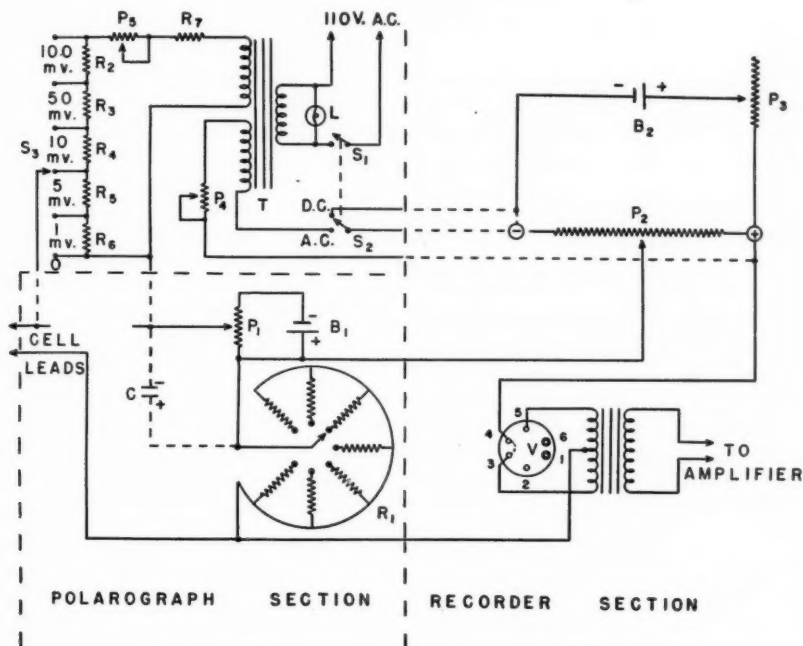 P5
R7
110V. A.C.
100 mv.
R2
50 mv.
R3
10 mv.
R4
S3
5 mv.
R5
1 mv.
R6
0
L
S1
P4
T
D.C.
A.C.
S2
- +
B2
P3
P2
-
+
CELL
LEADS
P1
-
+
B1
C
-
+
R1
4 5 6
V
3 2 1
TO
AMPLIFIER
POLAROGRAPH SECTION
RECORDER SECTION